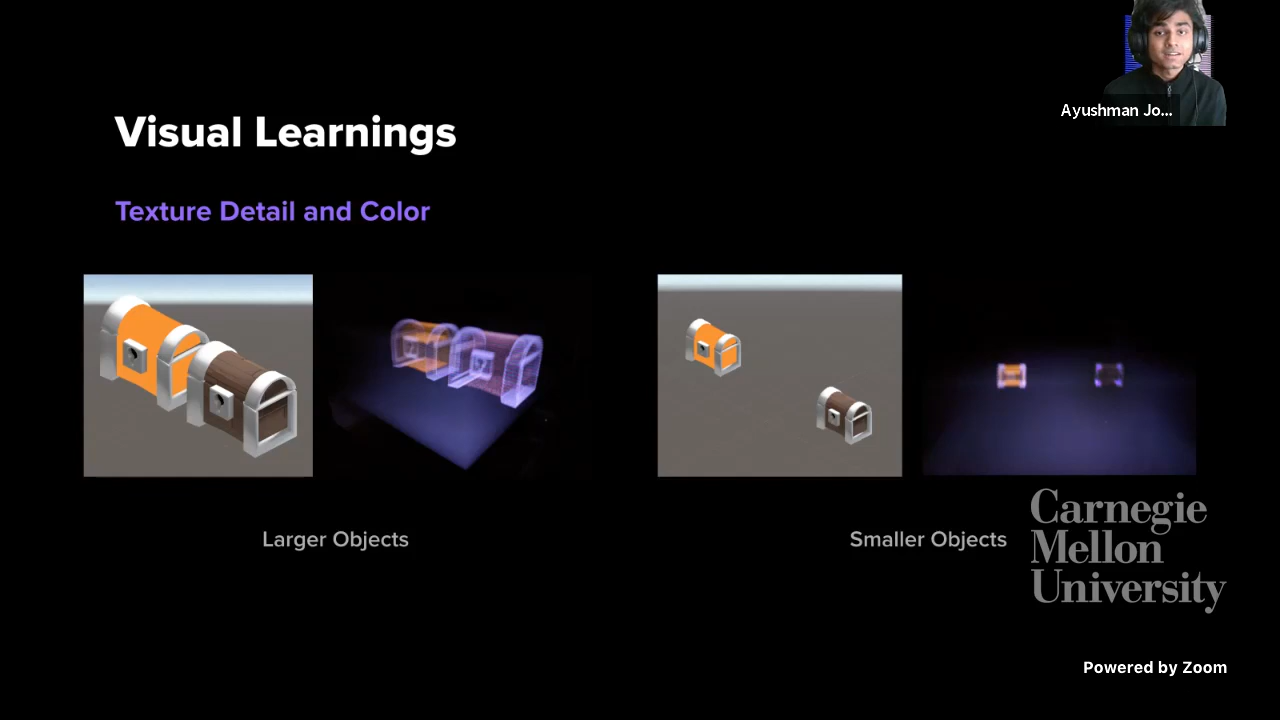 Ayushman Jo...
Visual Learnings
Texture Detail and Color
Larger Objects
Smaller Objects
Carnegie
Mellon
University
Powered by Zoom